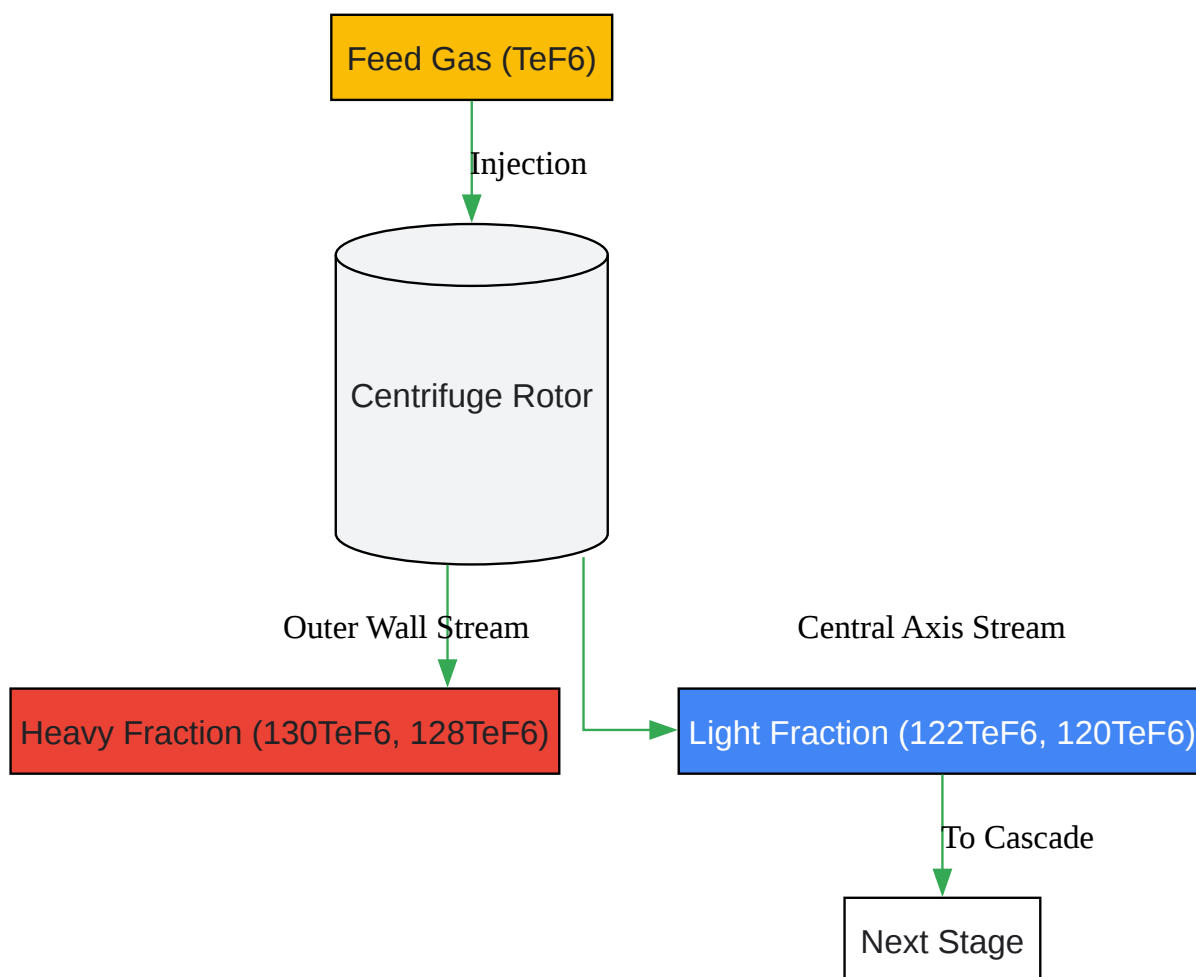 Feed Gas (TeF6)
Injection
Centrifuge Rotor
Outer Wall Stream
Central Axis Stream
Heavy Fraction (130TeF6, 128TeF6)
Light Fraction (122TeF6, 120TeF6)
To Cascade
Next Stage